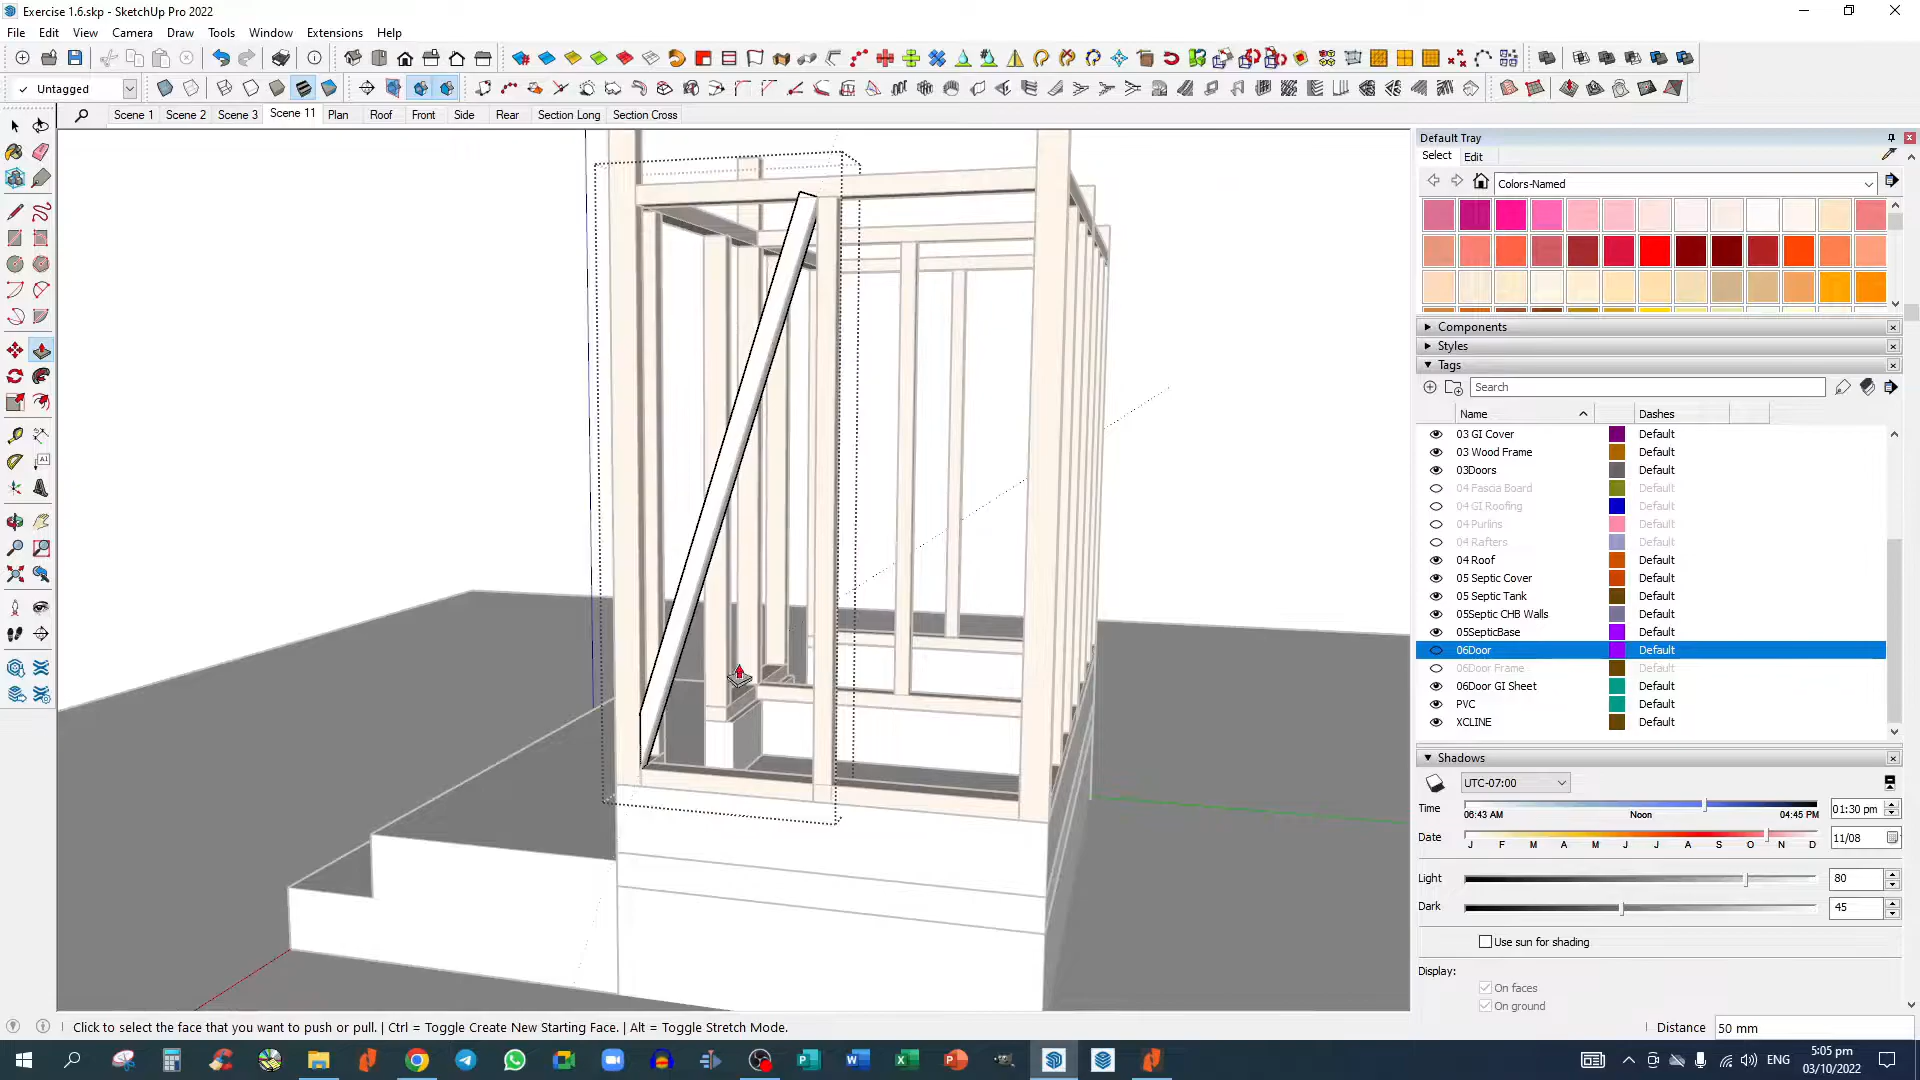 Exercise 1.6.skp - SketchUp Pro 2022
File Edit View Camera Draw Tools Window Extensions Help
Untagged
Scene 1 Scene 2 Scene 3 Scene 11 Plan Roof Front Side Rear Section Long Section Cross
Default Tray
Select Edit
Colors-Named
Components
Styles
Tags
Search
Name Dashes
03 GI Cover Default
03 Wood Frame Default
03Doors Default
04 Fascia Board Default
04 GI Roofing Default
04 Purlins Default
04 Rafters Default
04 Roof Default
05 Septic Cover Default
05 Septic Tank Default
05Septic CHB Walls Default
05SepticBase Default
06Door Default
06Door Frame Default
06Door GI Sheet Default
PVC Default
XCLINE Default
Shadows
UTC-07:00
Time 01:30 pm
06:43 AM Noon 04:45 PM
Date 11/08
J F M A M J J A S O N D
Light 80
Dark 45
Use sun for shading
Display:
On faces
On ground
Click to select the face that you want to push or pull. | Ctrl = Toggle Create New Starting Face. | Alt = Toggle Stretch Mode.
Distance 50 mm
ENG
5:05 pm
03/10/2022